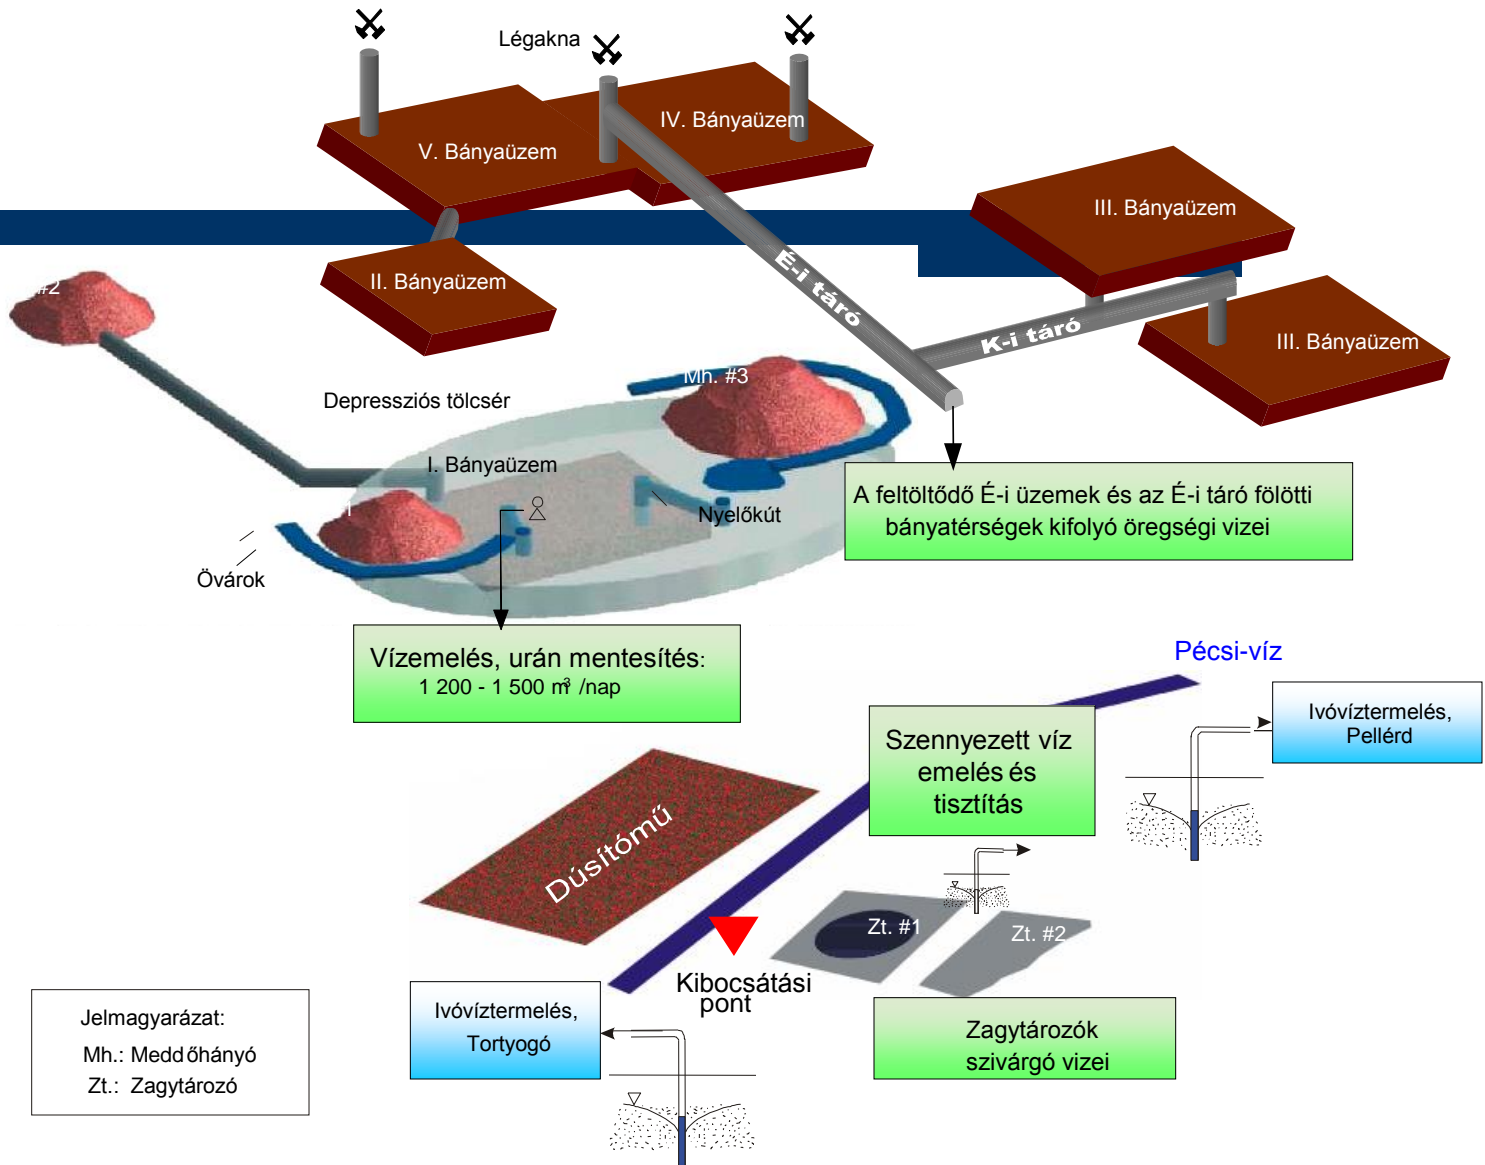 Légakna
IV. Bányaüzem
V. Bányaüzem
III. Bányaüzem
II. Bányaüzem
É-i táró
#2
K-i táró
III. Bányaüzem
Mh. #3
Depressziós tölcsér
I. Bányaüzem
Nyelőkút
A feltöltődő É-i üzemek és az É-i táró fölötti
bányatérségek kifolyó öregségi vizei
Övárok
Vízemelés, urán mentesítés:
1 200 - 1 500 m³ /nap
Pécsi-víz
Ivóvíztermelés,
Pellérd
Szennyezett víz
emelés és
tisztítás
Dúsítómű
Zt. #1
Zt. #2
Kibocsátási
pont
Ivóvíztermelés,
Tortyogó
Zagytározók
szivárgó vizei
Jelmagyarázat:
Mh.: Meddőhányó
Zt.: Zagytározó